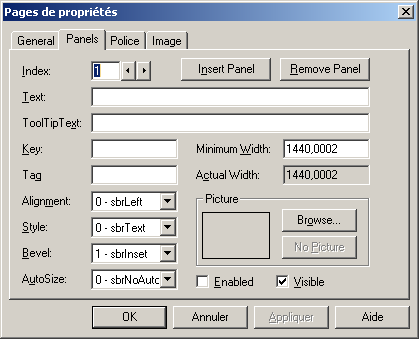 Pages de propriétés
General Panels Police Image
Index: 1 Insert Panel Remove Panel
Text:
ToolTipText:
Key: Minimum Width: 1440,0002
Tag Actual Width: 1440,0002
Alignment: 0 - sbrLeft Picture
Style: 0 - sbrText Browse...
Bevel: 1 - sbrInset No Picture
AutoSize: 0 - sbrNoAuto Enabled Visible
OK Annuler Appliquer Aide